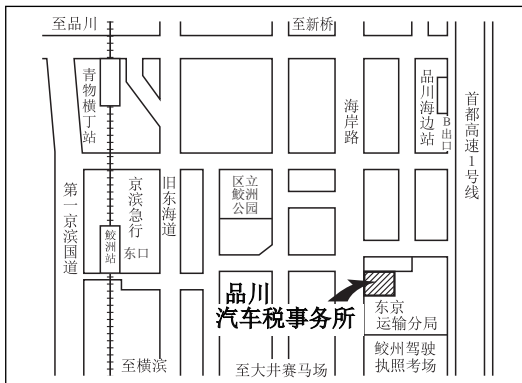 至品川
至新桥
青物横丁站
品川海边站
B出口
首都高速1号线
海岸路
第一京滨国道
京滨急行
旧东海道
区立
鲛洲
公园
鲛洲站
东口
品川
汽车税事务所
东京
运输分局
鲛州驾驶
执照考场
至横滨
至大井赛马场